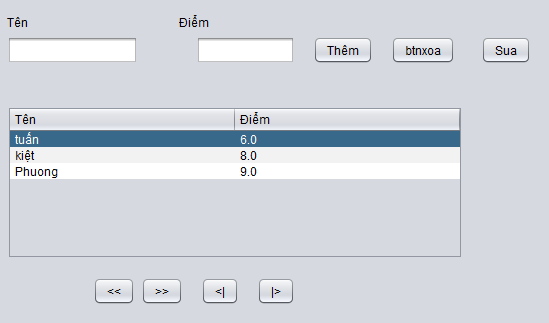 Tên Điểm
Thêm btnxoa Sua
Tên Điểm
tuấn 6.0
kiệt 8.0
Phuong 9.0
<< >> <| |>